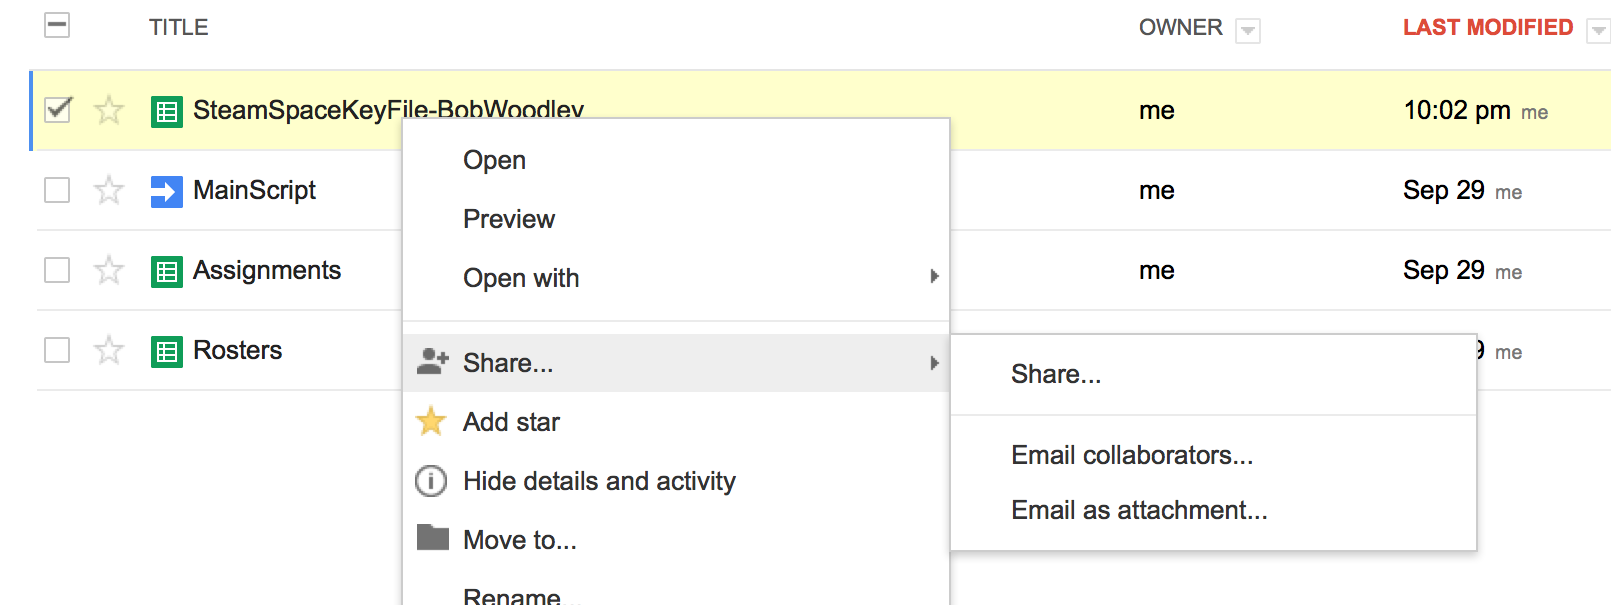 TITLE OWNER LAST MODIFIED
SteamSpaceKeyFile-BobWoodley me 10:02 pm me
Open
MainScript me Sep 29 me
Preview
Assignments me Sep 29 me
Open with
Rosters 9 me
Share...
Share...
Add star
Email collaborators...
Hide details and activity
Email as attachment...
Move to...
Rename...